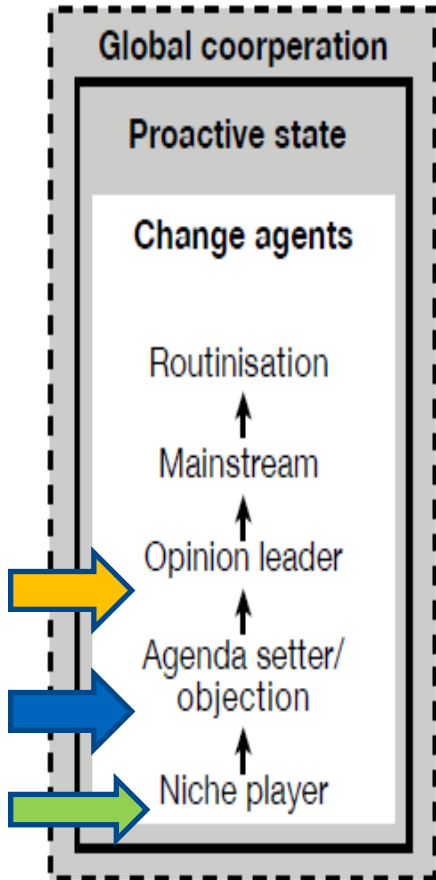 Global coorperation
Proactive state
Change agents
Routinisation
Mainstream
Opinion leader
Agenda setter/
objection
Niche player